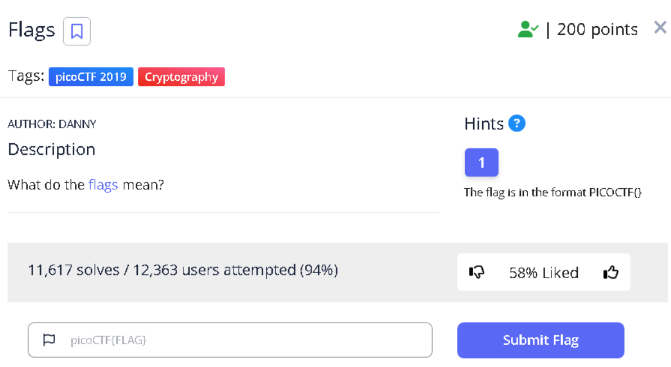 Flags
| 200 points
Tags: picoCTF 2019 Cryptography
AUTHOR: DANNY
Description
What do the flags mean?
Hints ?
1
The flag is in the format PICOCTF{}
11,617 solves / 12,363 users attempted (94%)
58% Liked
picoCTF{FLAG}
Submit Flag